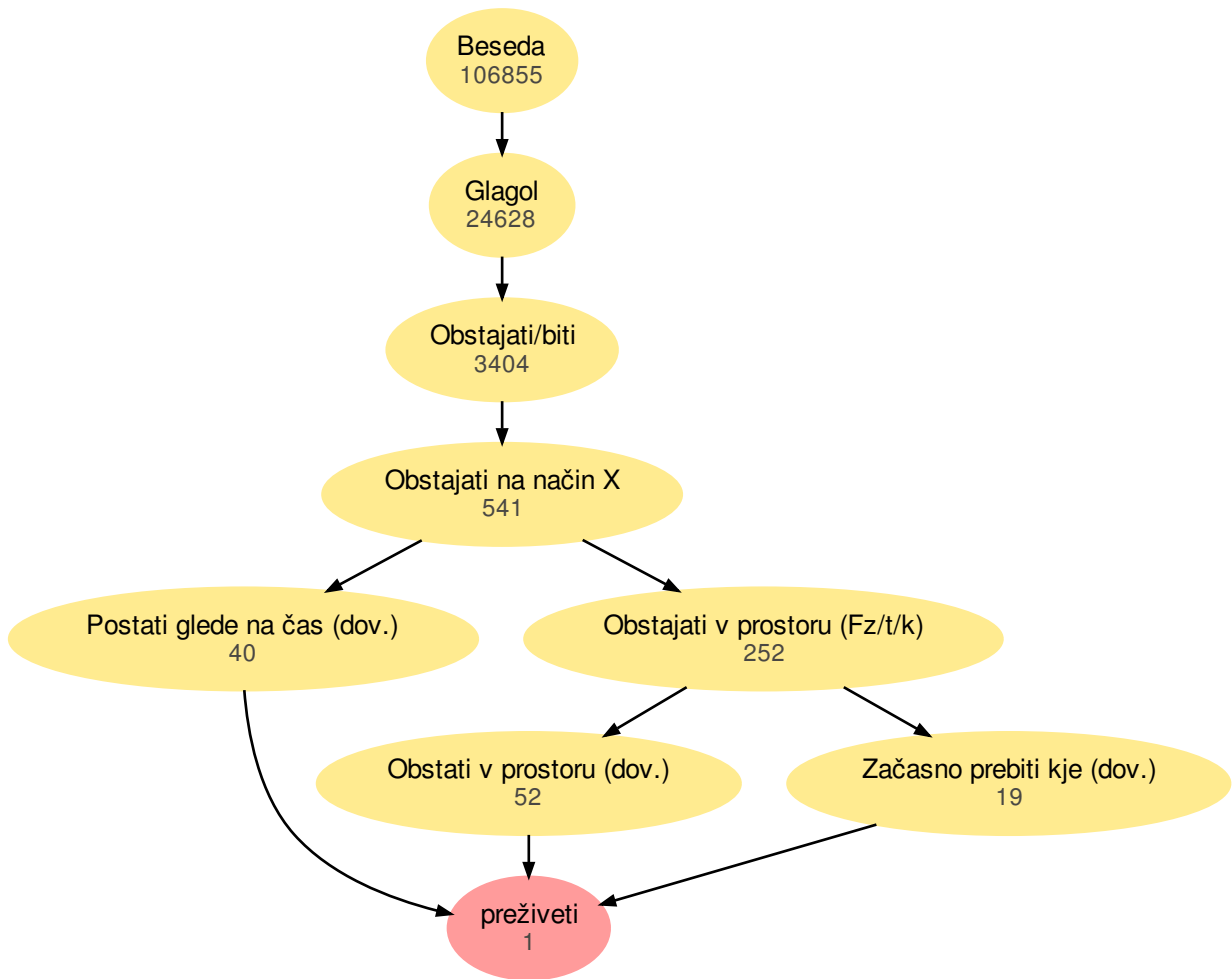 Beseda
106855
Glagol
24628
Obstajati/biti
3404
Obstajati na način X
541
Postati glede na čas (dov.)
40
Obstajati v prostoru (Fz/t/k)
252
Obstati v prostoru (dov.)
52
Začasno prebiti kje (dov.)
19
preživeti
1